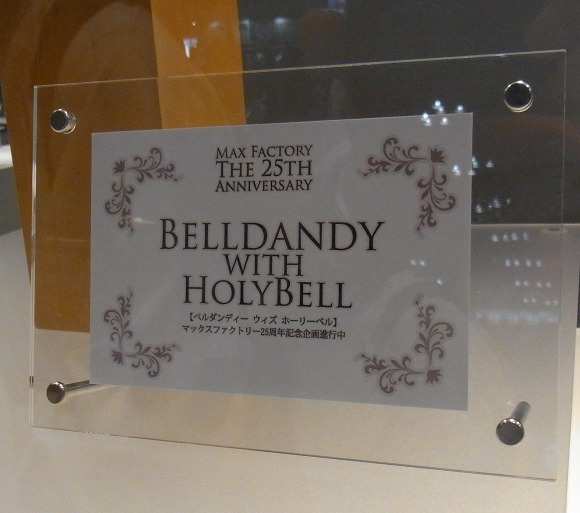 MAX FACTORY
THE 25TH
ANNIVERSARY
BELLDANDY
WITH
HOLYBELL
【ベルダンディー ウィズ ホーリーベル】
マックスファクトリー25周年記念企画進行中